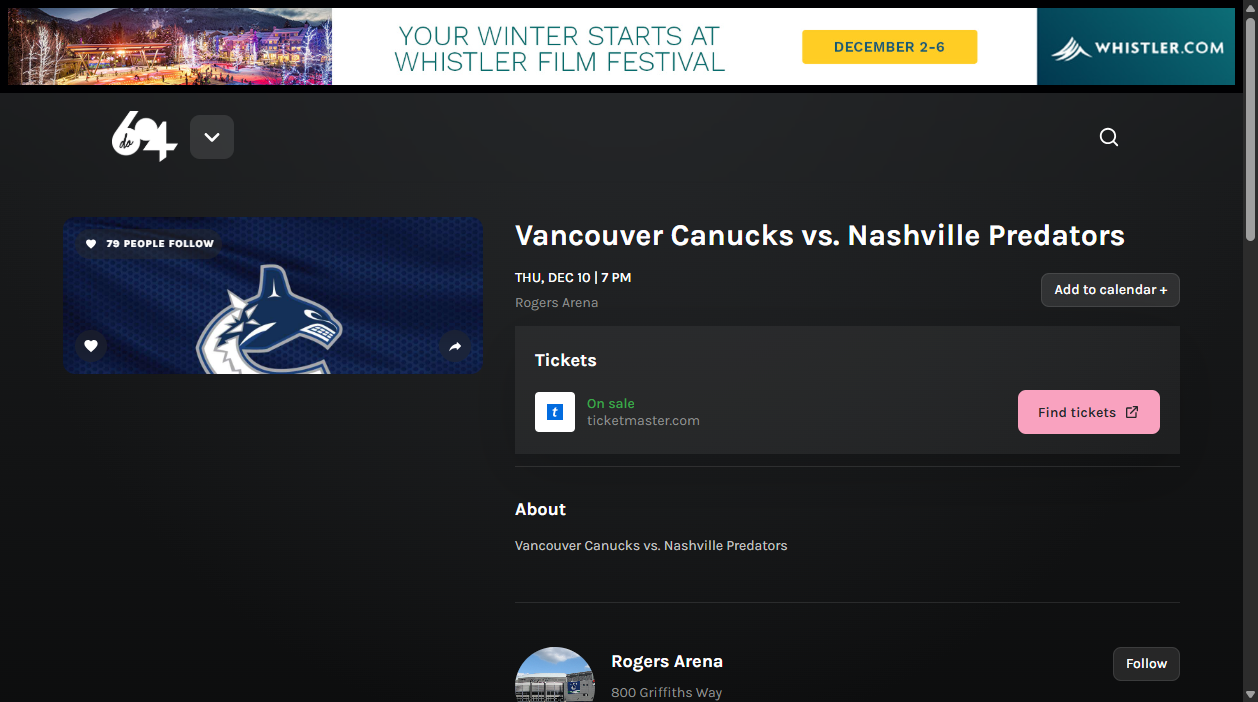 YOUR WINTER STARTS AT
WHISTLER FILM FESTIVAL
DECEMBER 2-6
WHISTLER.COM
do604
79 PEOPLE FOLLOW
Vancouver Canucks vs. Nashville Predators
THU, DEC 10 | 7 PM
Rogers Arena
Add to calendar +
Tickets
t
On sale
ticketmaster.com
Find tickets
About
Vancouver Canucks vs. Nashville Predators
Rogers Arena
800 Griffiths Way
Follow